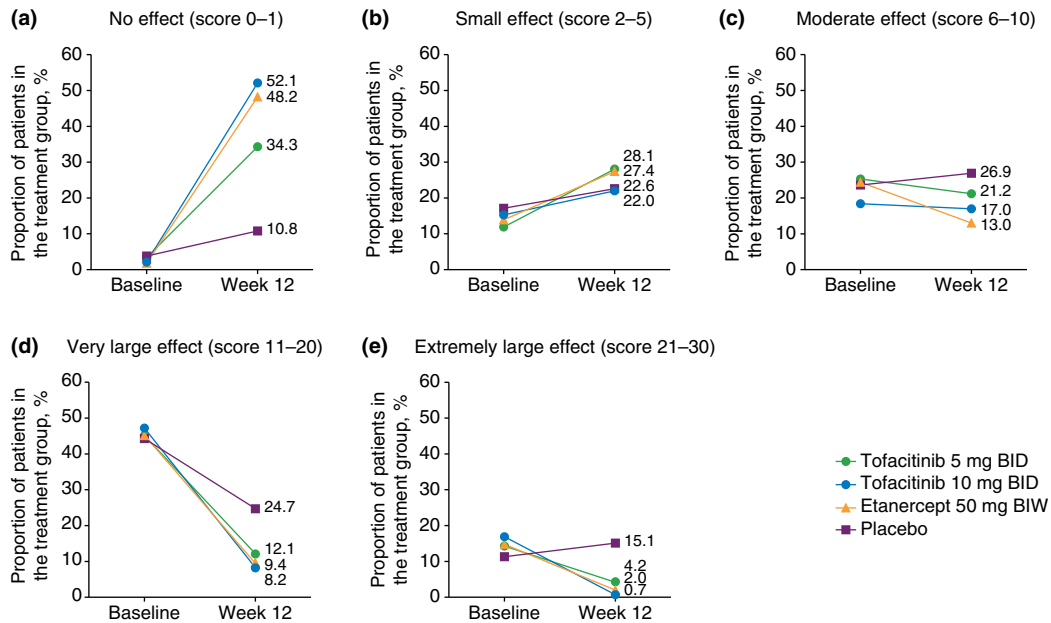 (a) No effect (score 0–1)
Proportion of patients in
the treatment group, %
60
50
40
30
20
10
0
52.1
48.2
34.3
10.8
Baseline Week 12
(b) Small effect (score 2–5)
Proportion of patients in
the treatment group, %
60
50
40
30
20
10
0
28.1
27.4
22.6
22.0
Baseline Week 12
(c) Moderate effect (score 6–10)
Proportion of patients in
the treatment group, %
60
50
40
30
20
10
0
26.9
21.2
17.0
13.0
Baseline Week 12
(d) Very large effect (score 11–20)
Proportion of patients in
the treatment group, %
60
50
40
30
20
10
0
24.7
12.1
9.4
8.2
Baseline Week 12
(e) Extremely large effect (score 21–30)
Proportion of patients in
the treatment group, %
60
50
40
30
20
10
0
15.1
4.2
2.0
0.7
Baseline Week 12
Tofacitinib 5 mg BID
Tofacitinib 10 mg BID
Etanercept 50 mg BIW
Placebo